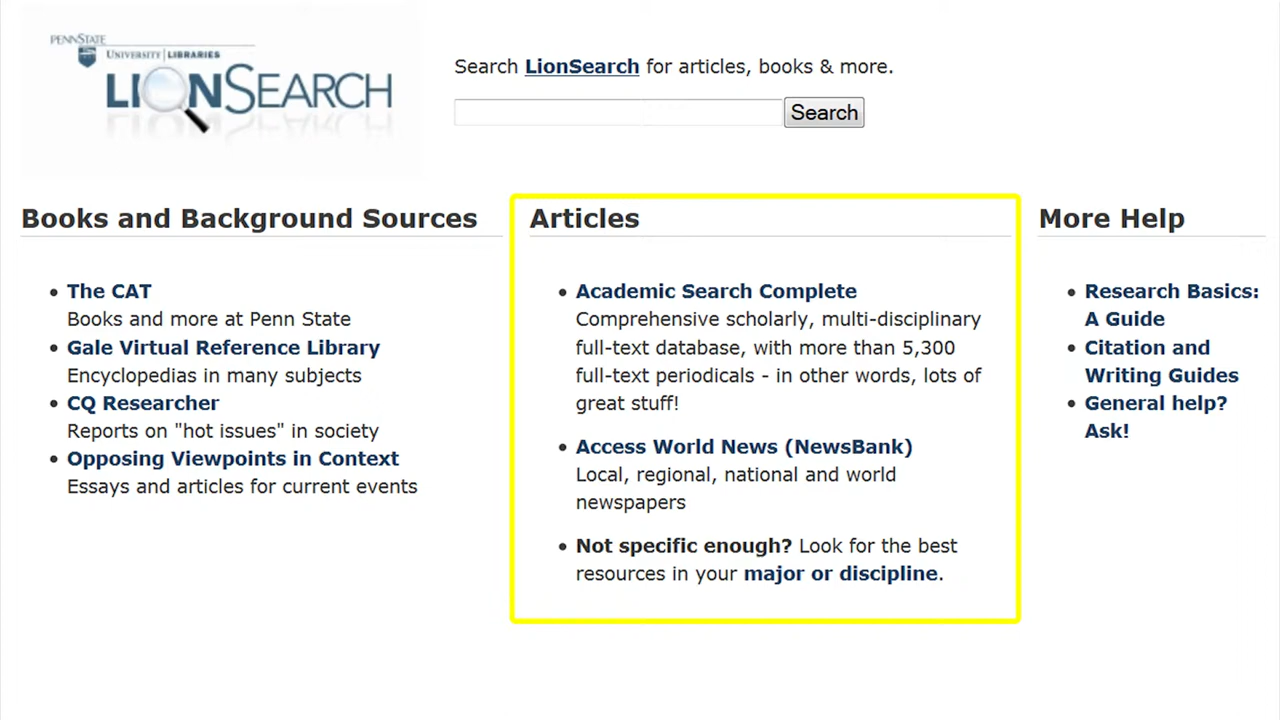 PENNSTATE
UNIVERSITY LIBRARIES
LIONSEARCH
Search LionSearch for articles, books & more.
Search
Books and Background Sources
• The CAT
Books and more at Penn State
• Gale Virtual Reference Library
Encyclopedias in many subjects
• CQ Researcher
Reports on "hot issues" in society
• Opposing Viewpoints in Context
Essays and articles for current events
Articles
• Academic Search Complete
Comprehensive scholarly, multi-disciplinary
full-text database, with more than 5,300
full-text periodicals - in other words, lots of
great stuff!
• Access World News (NewsBank)
Local, regional, national and world
newspapers
• Not specific enough? Look for the best
resources in your major or discipline.
More Help
• Research Basics:
A Guide
• Citation and
Writing Guides
• General help?
Ask!